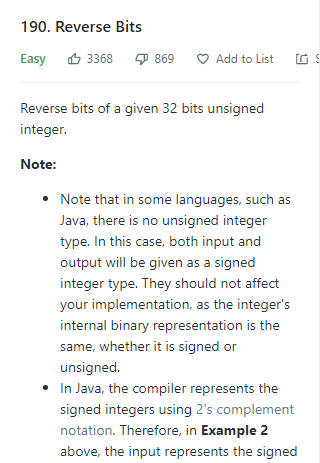 190. Reverse Bits
Easy 3368 869 Add to List S
Reverse bits of a given 32 bits unsigned
integer.
Note:
• Note that in some languages, such as
Java, there is no unsigned integer
type. In this case, both input and
output will be given as a signed
integer type. They should not affect
your implementation, as the integer's
internal binary representation is the
same, whether it is signed or
unsigned.
• In Java, the compiler represents the
signed integers using 2's complement
notation. Therefore, in Example 2
above, the input represents the signed